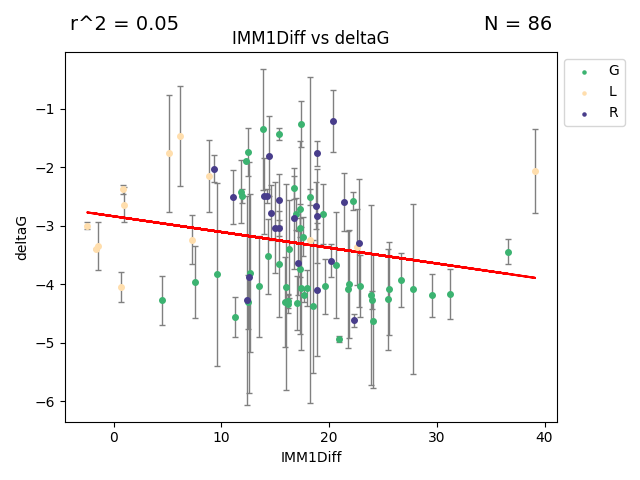 r^2 = 0.05
N = 86
IMM1Diff vs deltaG
G
L
R
deltaG
−1
−2
−3
−4
−5
−6
0 10 20 30 40
IMM1Diff